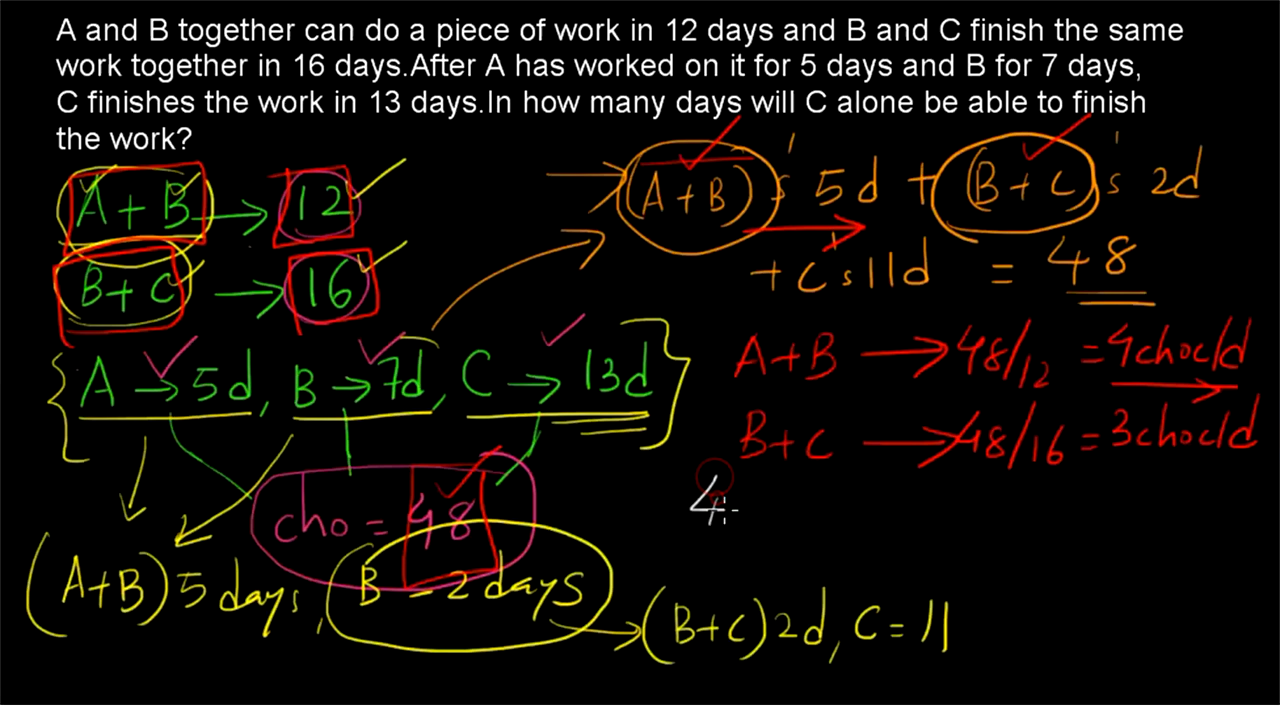 A and B together can do a piece of work in 12 days and B and C finish the same
work together in 16 days.After A has worked on it for 5 days and B for 7 days,
C finishes the work in 13 days.In how many days will C alone be able to finish
the work?
A + B → 12
B + C → 16
(A+B)'s 5d + (B+C)'s 2d
+ C's 11d = 48
{A → 5d, B → 7d, C → 13d}
A+B → 48/12 = 4choc/d
B+C → 48/16 = 3choc/d
cho = 48
4
(A+B) 5 days, (B - 2 days → (B+C) 2d, C = 11